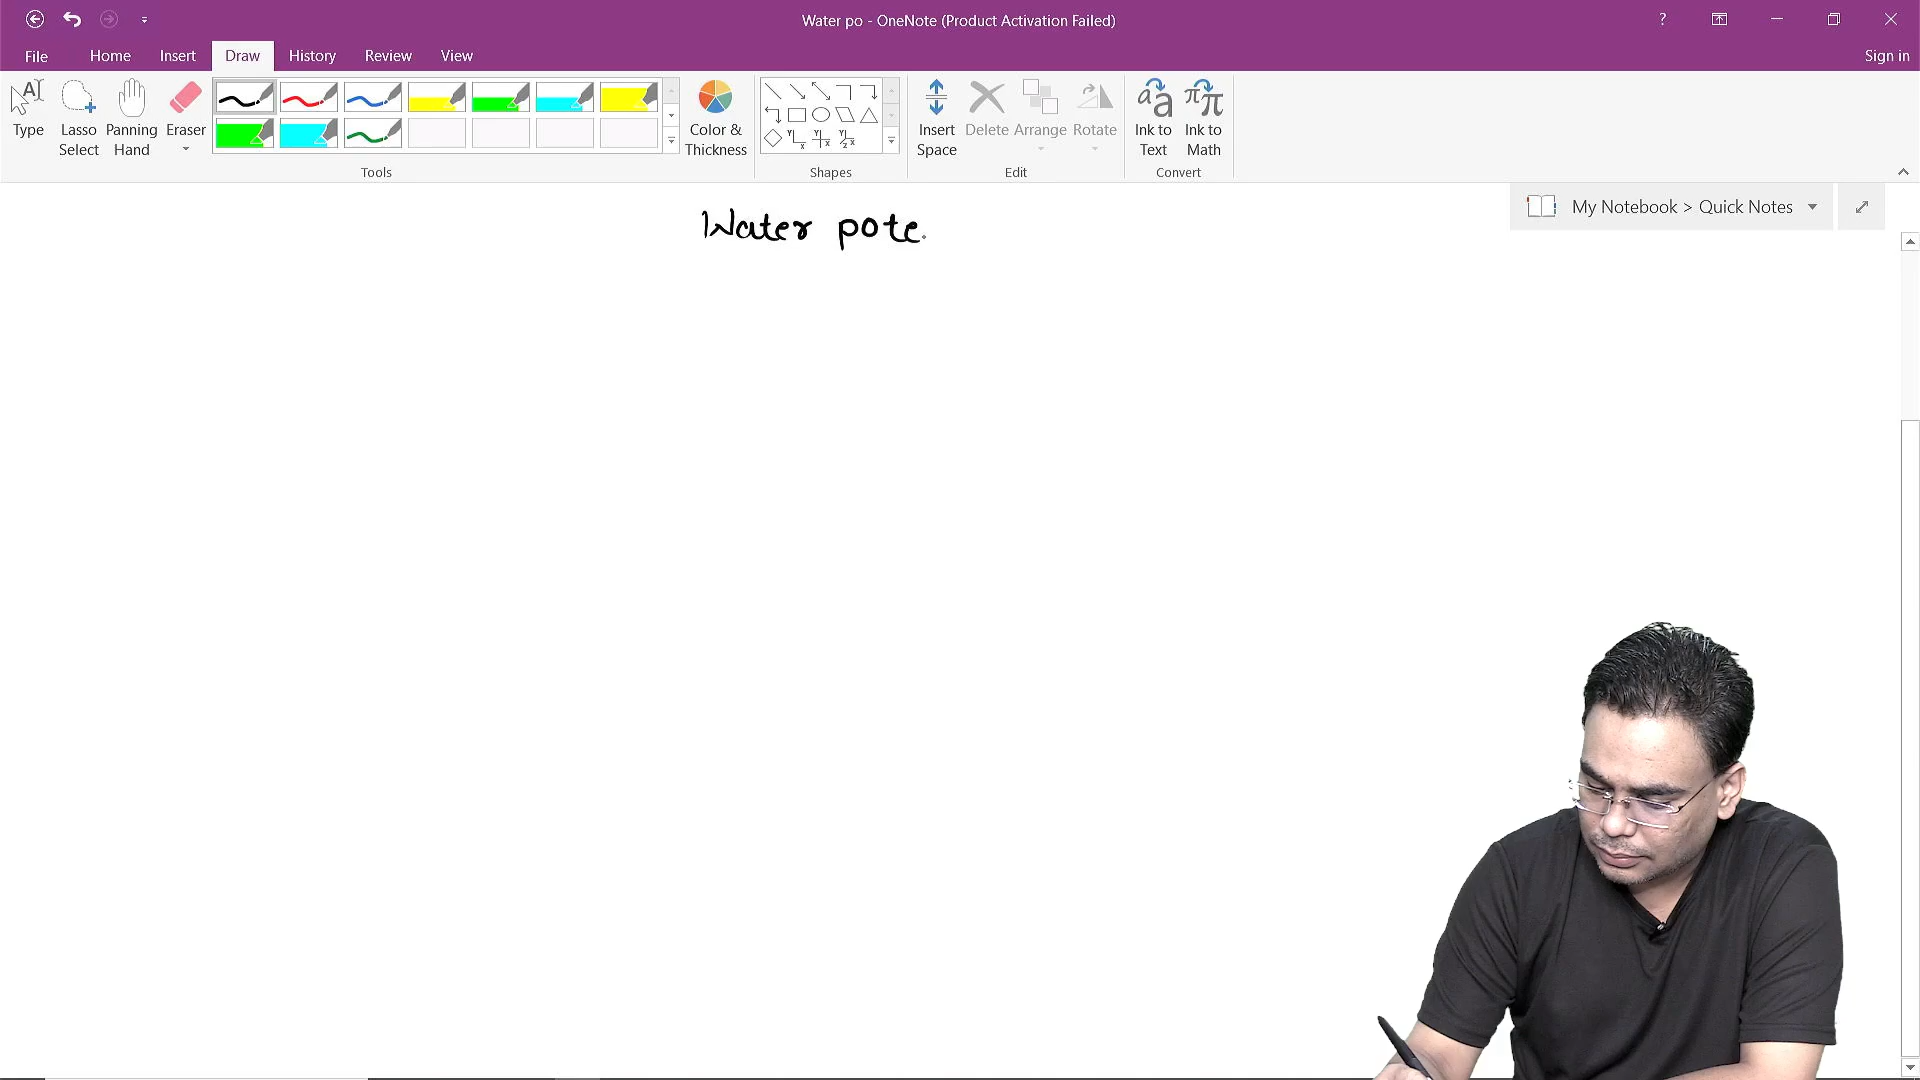 Water po - OneNote (Product Activation Failed)
?
File Home Insert Draw History Review View Sign in
Type Lasso Select Panning Hand Eraser Color & Thickness Insert Space Delete Arrange Rotate Ink to Text Ink to Math
Tools Shapes Edit Convert
My Notebook > Quick Notes
Water pote